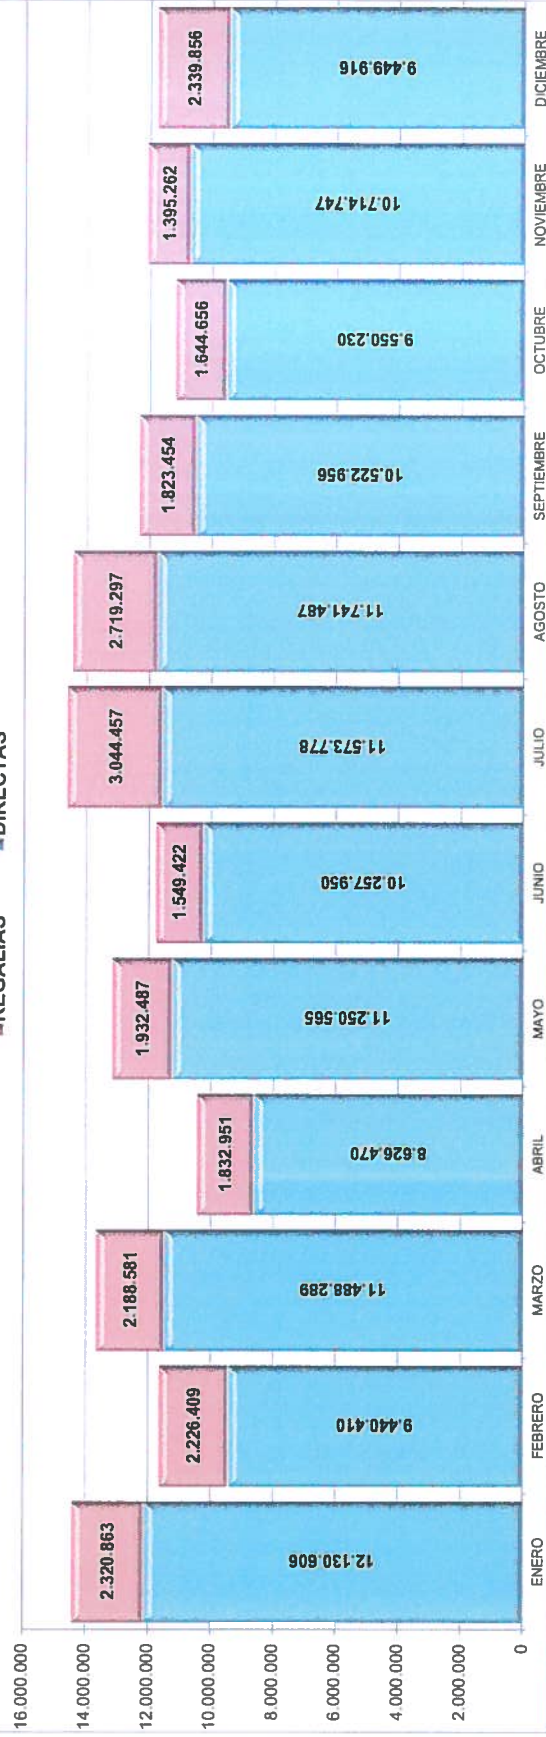 REGALIAS DIRECTAS
16.000.000
14.000.000
12.000.000
10.000.000
8.000.000
6.000.000
4.000.000
2.000.000
0
2.320.863
2.226.409
2.188.581
1.832.951
1.932.487
1.549.422
3.044.457
2.719.297
1.823.454
1.644.656
1.395.262
2.339.856
12.130.606
9.440.410
11.488.289
8.626.470
11.250.565
10.257.950
11.573.778
11.741.487
10.522.956
9.550.230
10.714.747
9.449.916
ENERO
FEBRERO
MARZO
ABRIL
MAYO
JUNIO
JULIO
AGOSTO
SEPTIEMBRE
OCTUBRE
NOVIEMBRE
DICIEMBRE